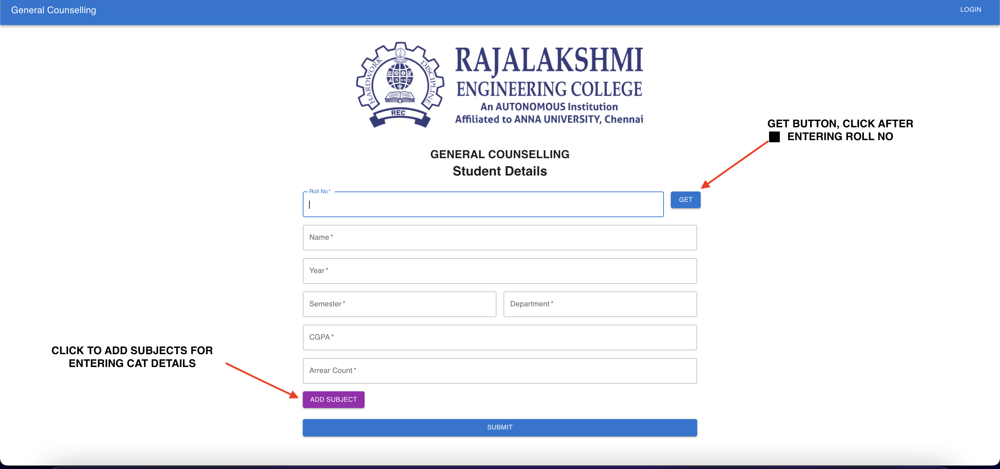 General Counselling
LOGIN
HARDWORK
DISCIPLINE
REC
RAJALAKSHMI
ENGINEERING COLLEGE
An AUTONOMOUS Institution
Affiliated to ANNA UNIVERSITY, Chennai
GET BUTTON, CLICK AFTER
ENTERING ROLL NO
GENERAL COUNSELLING
Student Details
Roll No *
GET
Name *
Year *
Semester *
Department *
CGPA *
CLICK TO ADD SUBJECTS FOR
ENTERING CAT DETAILS
Arrear Count *
ADD SUBJECT
SUBMIT